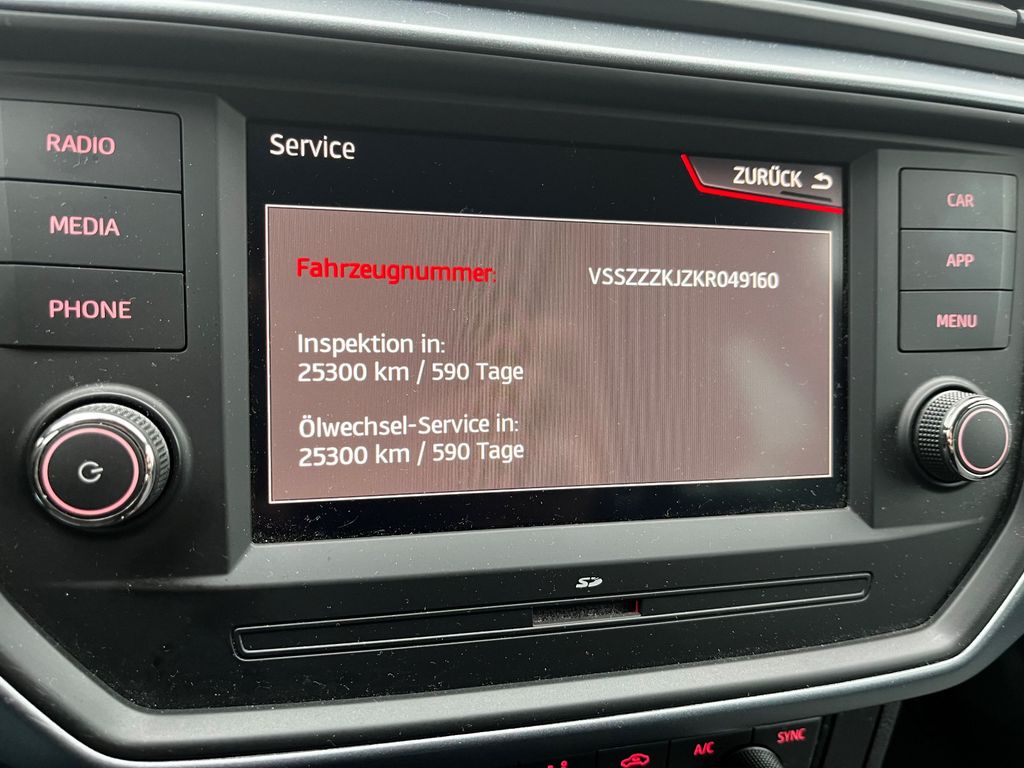 RADIO
MEDIA
PHONE
Service
ZURÜCK
Fahrzeugnummer:
VSSZZZKJZKR049160
Inspektion in:
25300 km / 590 Tage
Ölwechsel-Service in:
25300 km / 590 Tage
CAR
APP
MENU
SD
A/C
SYNC